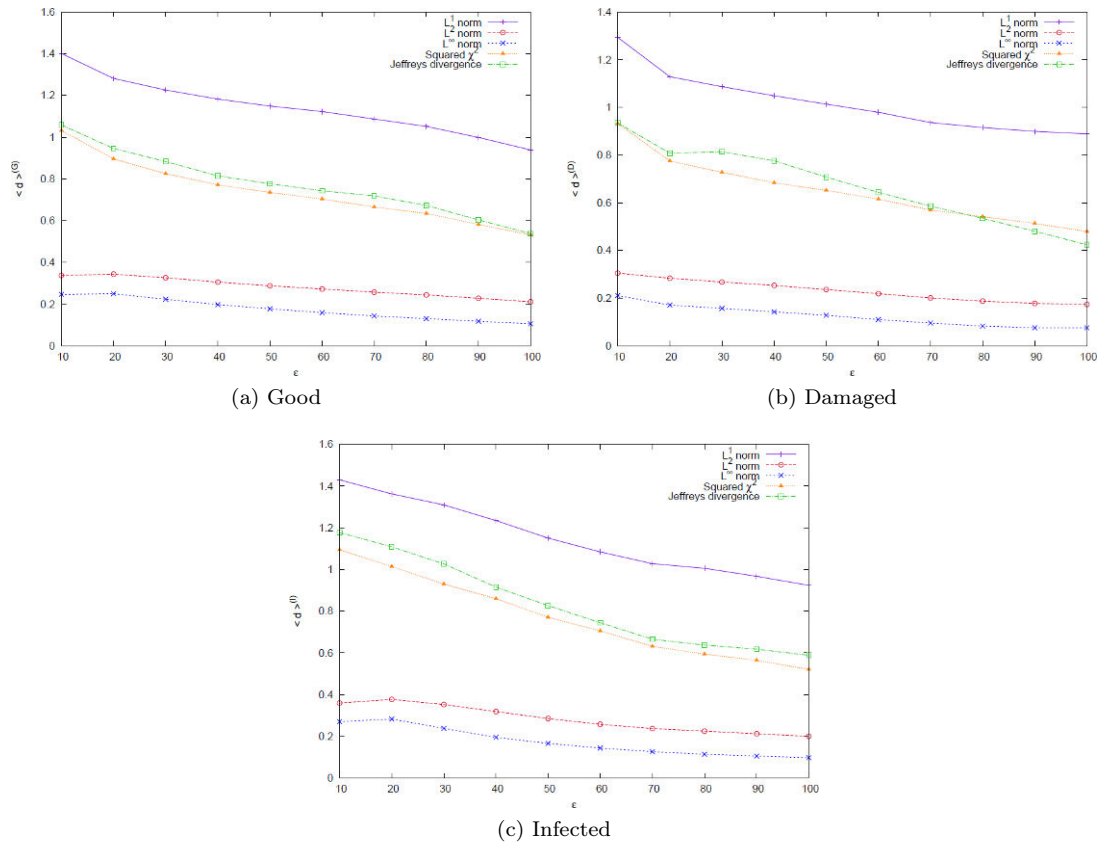 L¹ norm
L² norm
L∞ norm
Squared χ²
Jeffreys divergence
1.6
1.4
1.2
1
0.8
0.6
0.4
0.2
0
< d >(G)
10 20 30 40 50 60 70 80 90 100
ε
(a) Good
L¹ norm
L² norm
L∞ norm
Squared χ²
Jeffreys divergence
1.4
1.2
1
0.8
0.6
0.4
0.2
0
< d >(D)
10 20 30 40 50 60 70 80 90 100
ε
(b) Damaged
L¹ norm
L² norm
L∞ norm
Squared χ²
Jeffreys divergence
1.6
1.4
1.2
1
0.8
0.6
0.4
0.2
0
< d >(I)
10 20 30 40 50 60 70 80 90 100
ε
(c) Infected